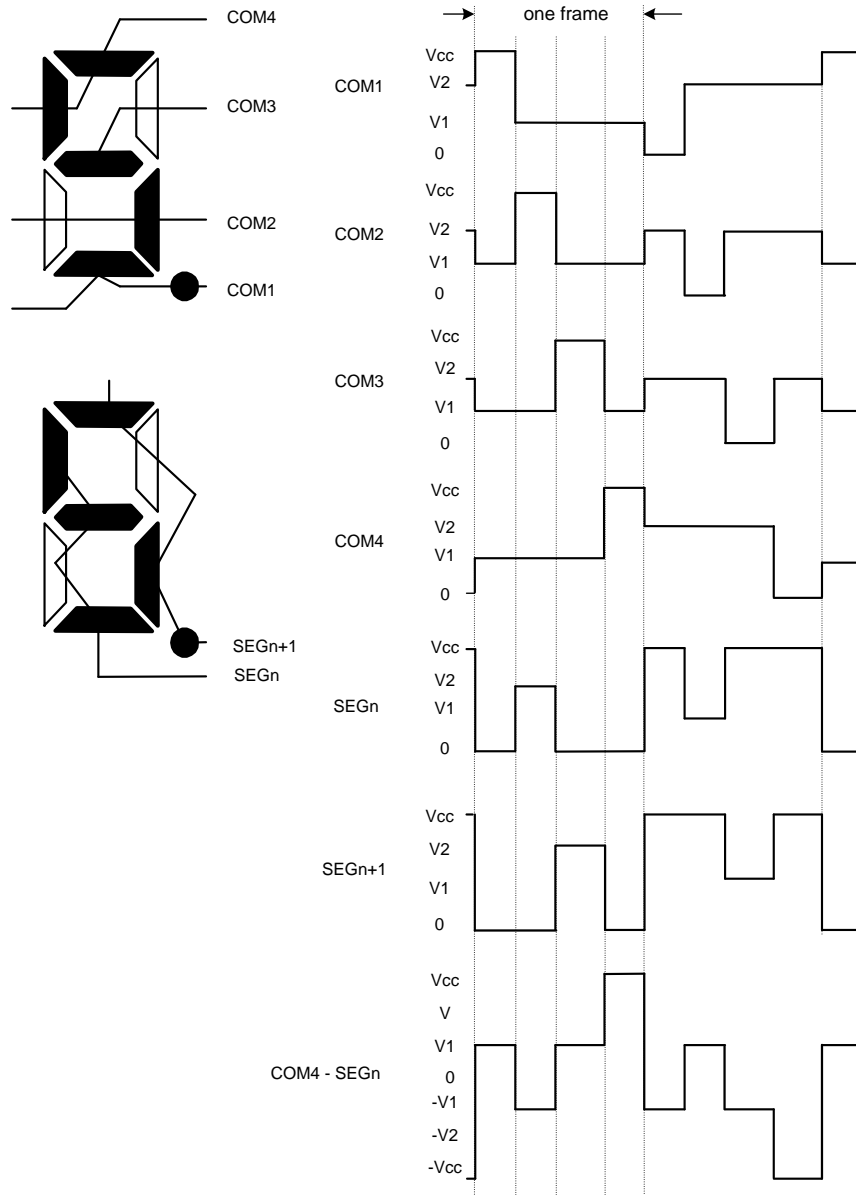 COM4
COM3
COM2
COM1
SEGn+1
SEGn
one frame
COM1
Vcc
V2
V1
0
COM2
Vcc
V2
V1
0
COM3
Vcc
V2
V1
0
COM4
Vcc
V2
V1
0
SEGn
Vcc
V2
V1
0
SEGn+1
Vcc
V2
V1
0
COM4 - SEGn
Vcc
V
V1
0
-V1
-V2
-Vcc